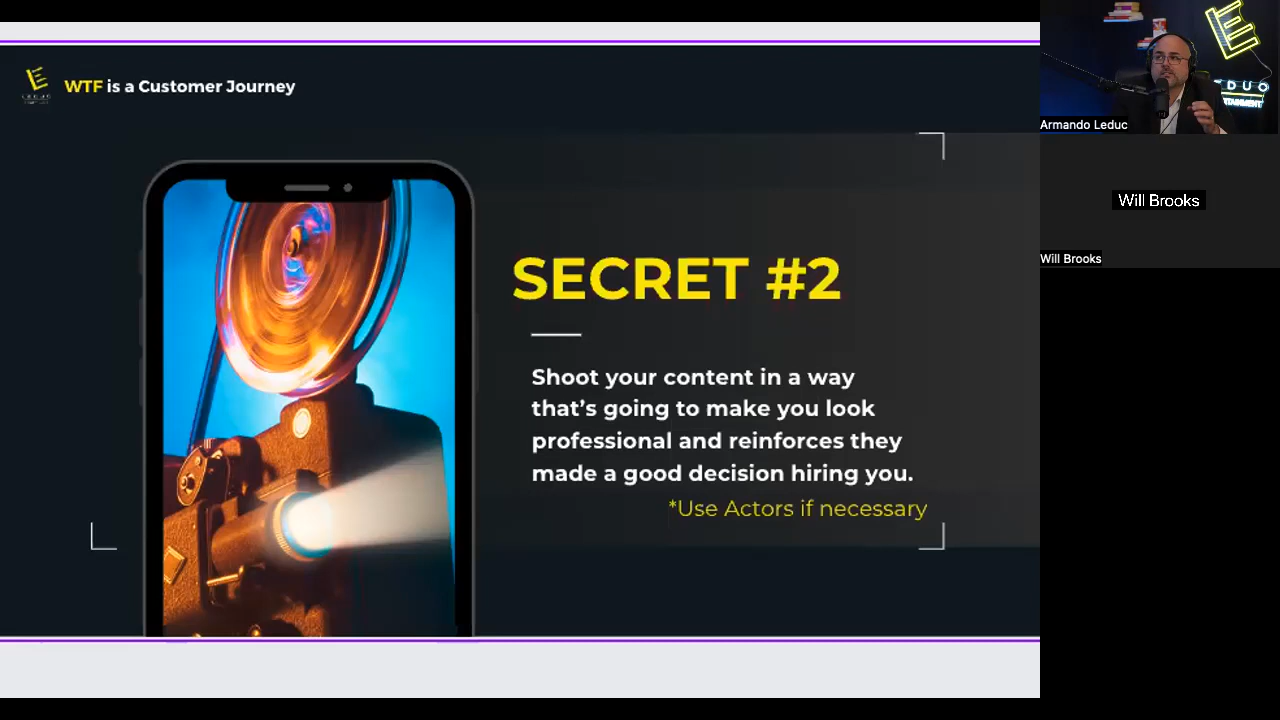 WTF is a Customer Journey
SECRET #2
Shoot your content in a way
that’s going to make you look
professional and reinforces they
made a good decision hiring you.
*Use Actors if necessary
Armando Leduc
Will Brooks
Will Brooks